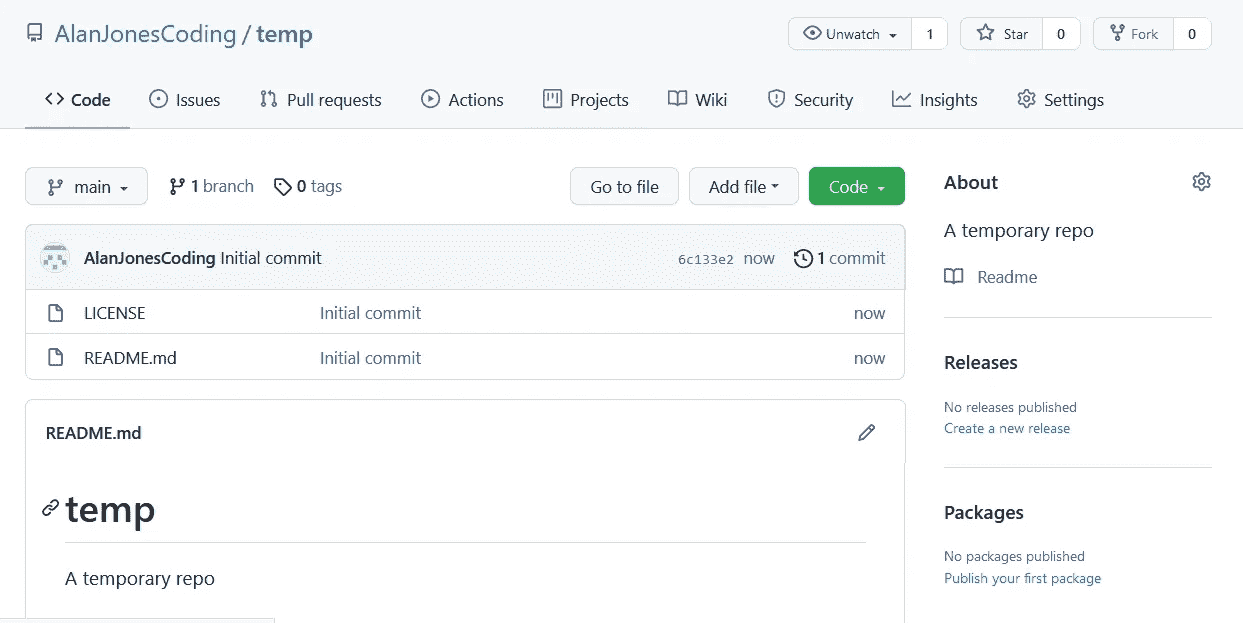 AlanJonesCoding / temp
Unwatch 1 Star 0 Fork 0
Code Issues Pull requests Actions Projects Wiki Security Insights Settings
main 1 branch 0 tags Go to file Add file Code
AlanJonesCoding Initial commit 6c133e2 now 1 commit
LICENSE Initial commit now
README.md Initial commit now
README.md
temp
A temporary repo
About
A temporary repo
Readme
Releases
No releases published
Create a new release
Packages
No packages published
Publish your first package